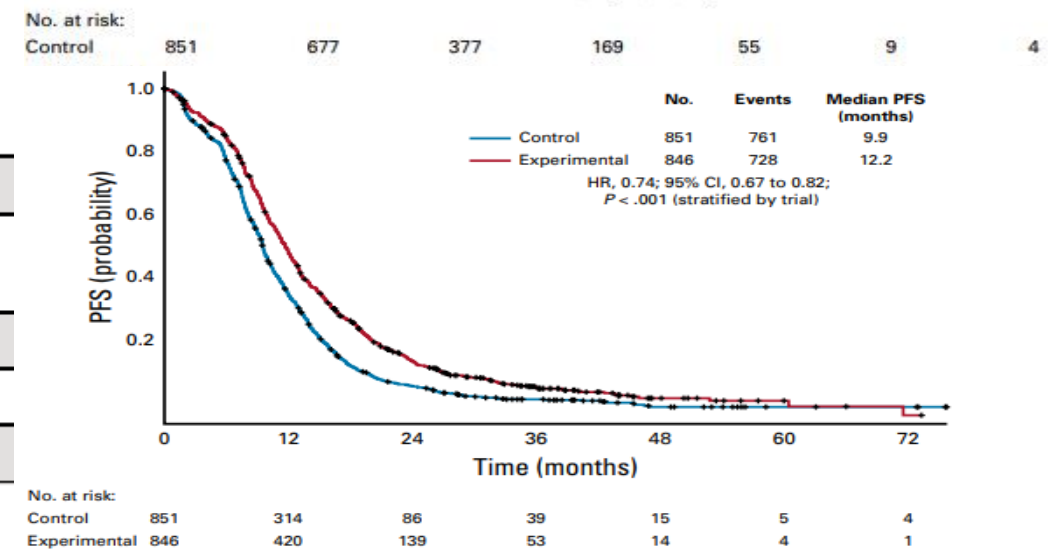 No. at risk:
Control 851 677 377 169 55 9 4
No. Events Median PFS
(months)
Control 851 761 9.9
Experimental 846 728 12.2
HR, 0.74; 95% CI, 0.67 to 0.82;
P < .001 (stratified by trial)
PFS (probability)
1.0
0.8
0.6
0.4
0.2
0 12 24 36 48 60 72
Time (months)
No. at risk:
Control 851 314 86 39 15 5 4
Experimental 846 420 139 53 14 4 1